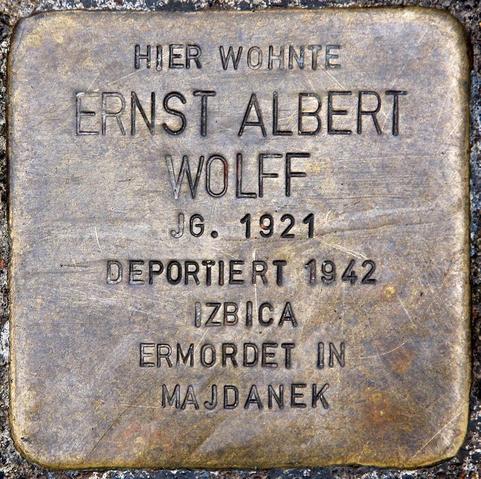 HIER WOHNTE
ERNST ALBERT
WOLFF
JG. 1921
DEPORTIERT 1942
IZBICA
ERMORDET IN
MAJDANEK